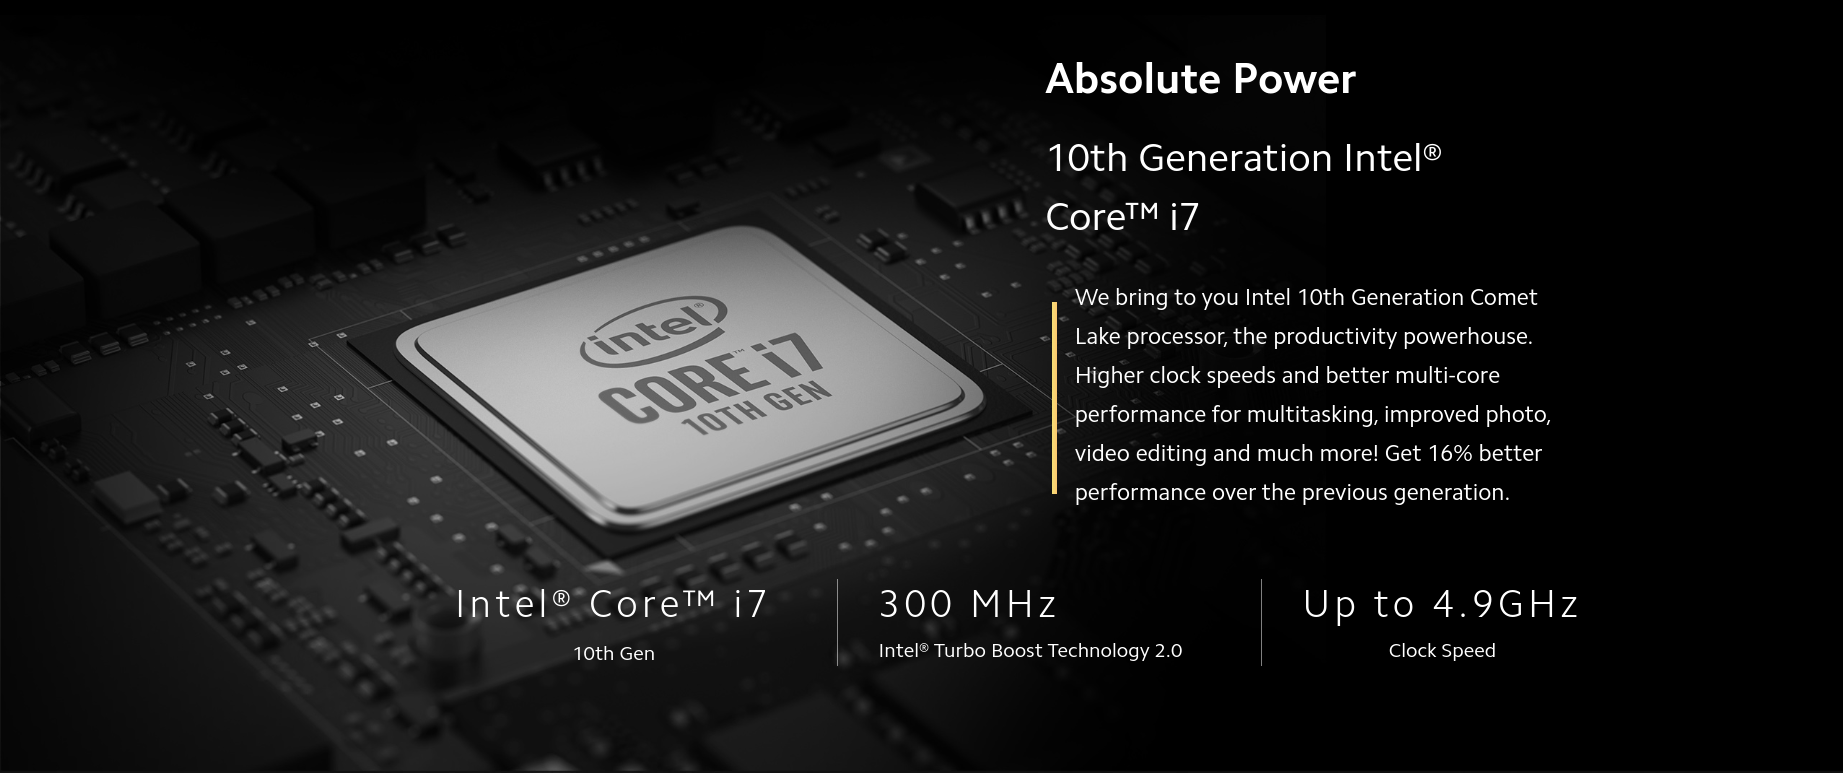 Absolute Power
10th Generation Intel®
Core™ i7
We bring to you Intel 10th Generation Comet
Lake processor, the productivity powerhouse.
Higher clock speeds and better multi-core
performance for multitasking, improved photo,
video editing and much more! Get 16% better
performance over the previous generation.
intel®
CORE™ i7
10TH GEN
Intel® Core™ i7
10th Gen
300 MHz
Intel® Turbo Boost Technology 2.0
Up to 4.9GHz
Clock Speed